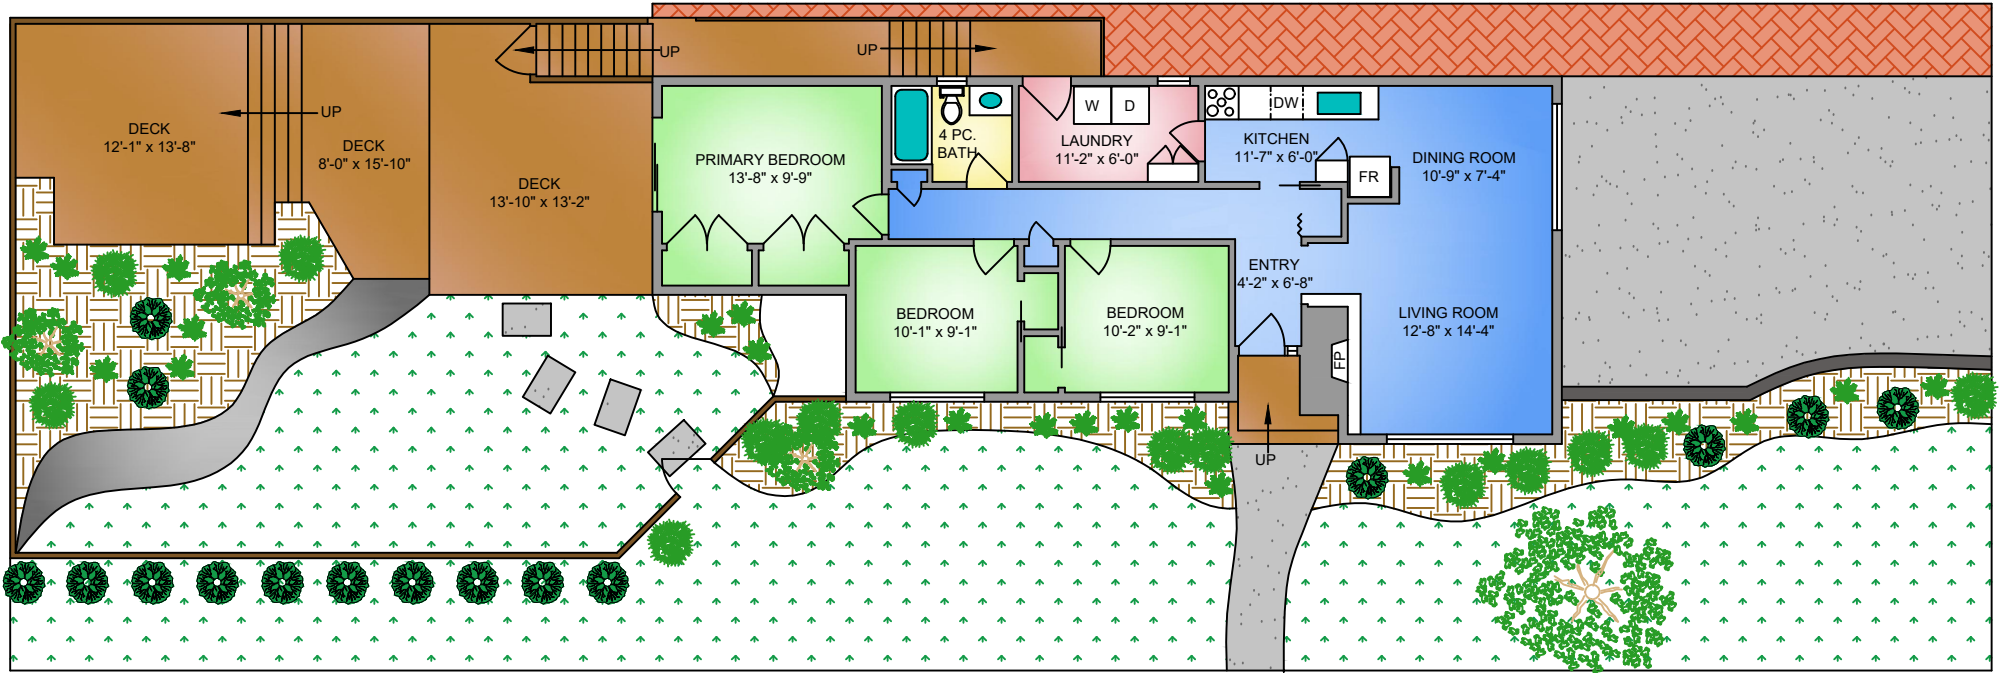 UP
UP
UP
DECK
12'-1" x 13'-8"
DECK
8'-0" x 15'-10"
DECK
13'-10" x 13'-2"
PRIMARY BEDROOM
13'-8" x 9'-9"
4 PC.
BATH
W
D
LAUNDRY
11'-2" x 6'-0"
DW
KITCHEN
11'-7" x 6'-0"
FR
DINING ROOM
10'-9" x 7'-4"
ENTRY
4'-2" x 6'-8"
BEDROOM
10'-1" x 9'-1"
BEDROOM
10'-2" x 9'-1"
LIVING ROOM
12'-8" x 14'-4"
FP
UP